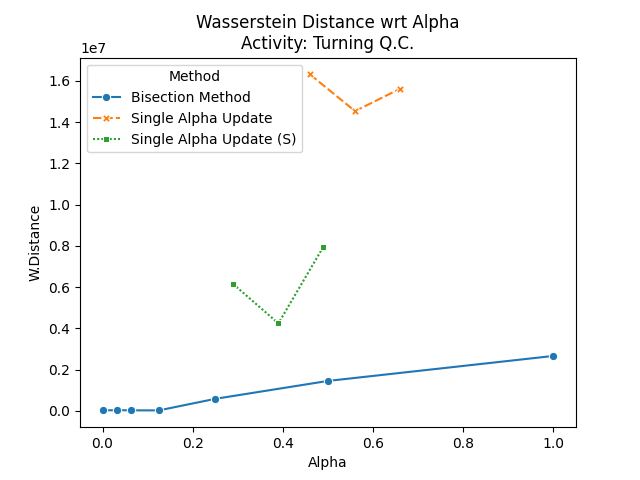 Wasserstein Distance wrt Alpha
Activity: Turning Q.C.
1e7
Method
Bisection Method
Single Alpha Update
Single Alpha Update (S)
W.Distance
1.6
1.4
1.2
1.0
0.8
0.6
0.4
0.2
0.0
0.0 0.2 0.4 0.6 0.8 1.0
Alpha